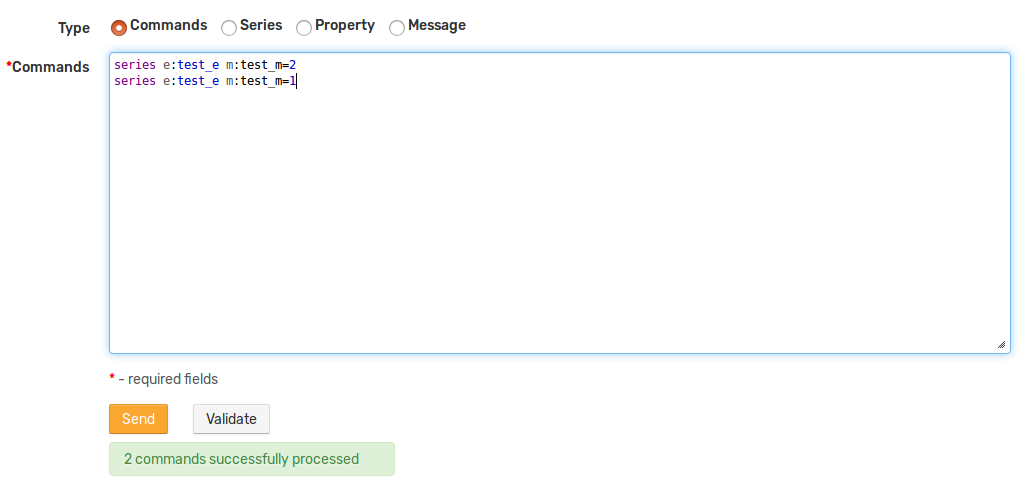 Type Commands Series Property Message
*Commands
series e:test_e m:test_m=2
series e:test_e m:test_m=1
* - required fields
Send Validate
2 commands successfully processed